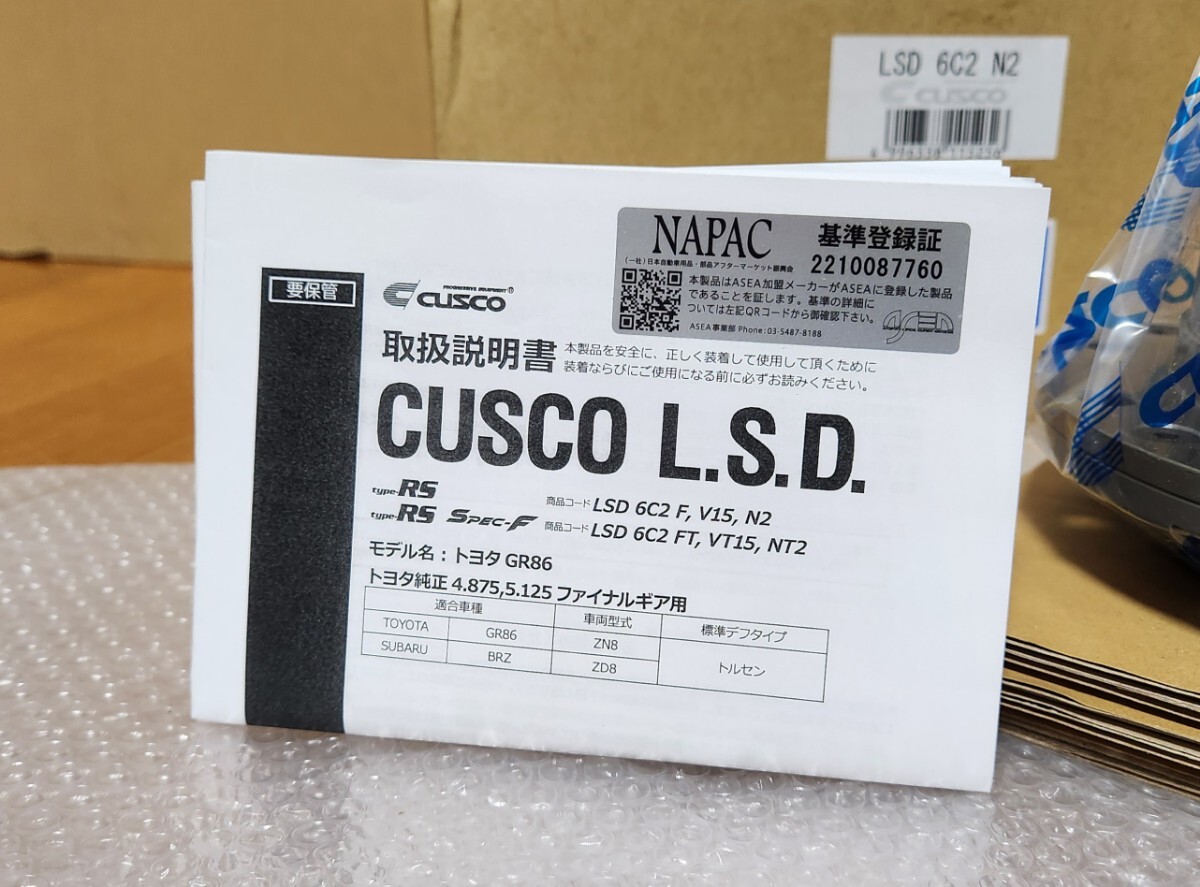 LSD 6C2 N2
CUSCO
NAPAC
基準登録証
(一社)日本自動車用品・部品アフターマーケット振興会
2210087760
本製品はASEA加盟メーカーがASEAに登録した製品
であることを証します。基準の詳細に
ついては左記QRコードから御確認下さい。
ASEA事業部 Phone:03-5487-8188
要保管
PROGRESSIVE EQUIPMENT
CUSCO®
取扱説明書
本製品を安全に、正しく装着して使用して頂くために
装着ならびにご使用になる前に必ずお読みください。
CUSCO L.S.D.
type-RS 商品コード LSD 6C2 F, V15, N2
type-RS SPEC-F 商品コード LSD 6C2 FT, VT15, NT2
モデル名：トヨタ GR86
トヨタ純正 4.875,5.125 ファイナルギア用
適合車種 車両型式 標準デフタイプ
TOYOTA GR86 ZN8 トルセン
SUBARU BRZ ZD8